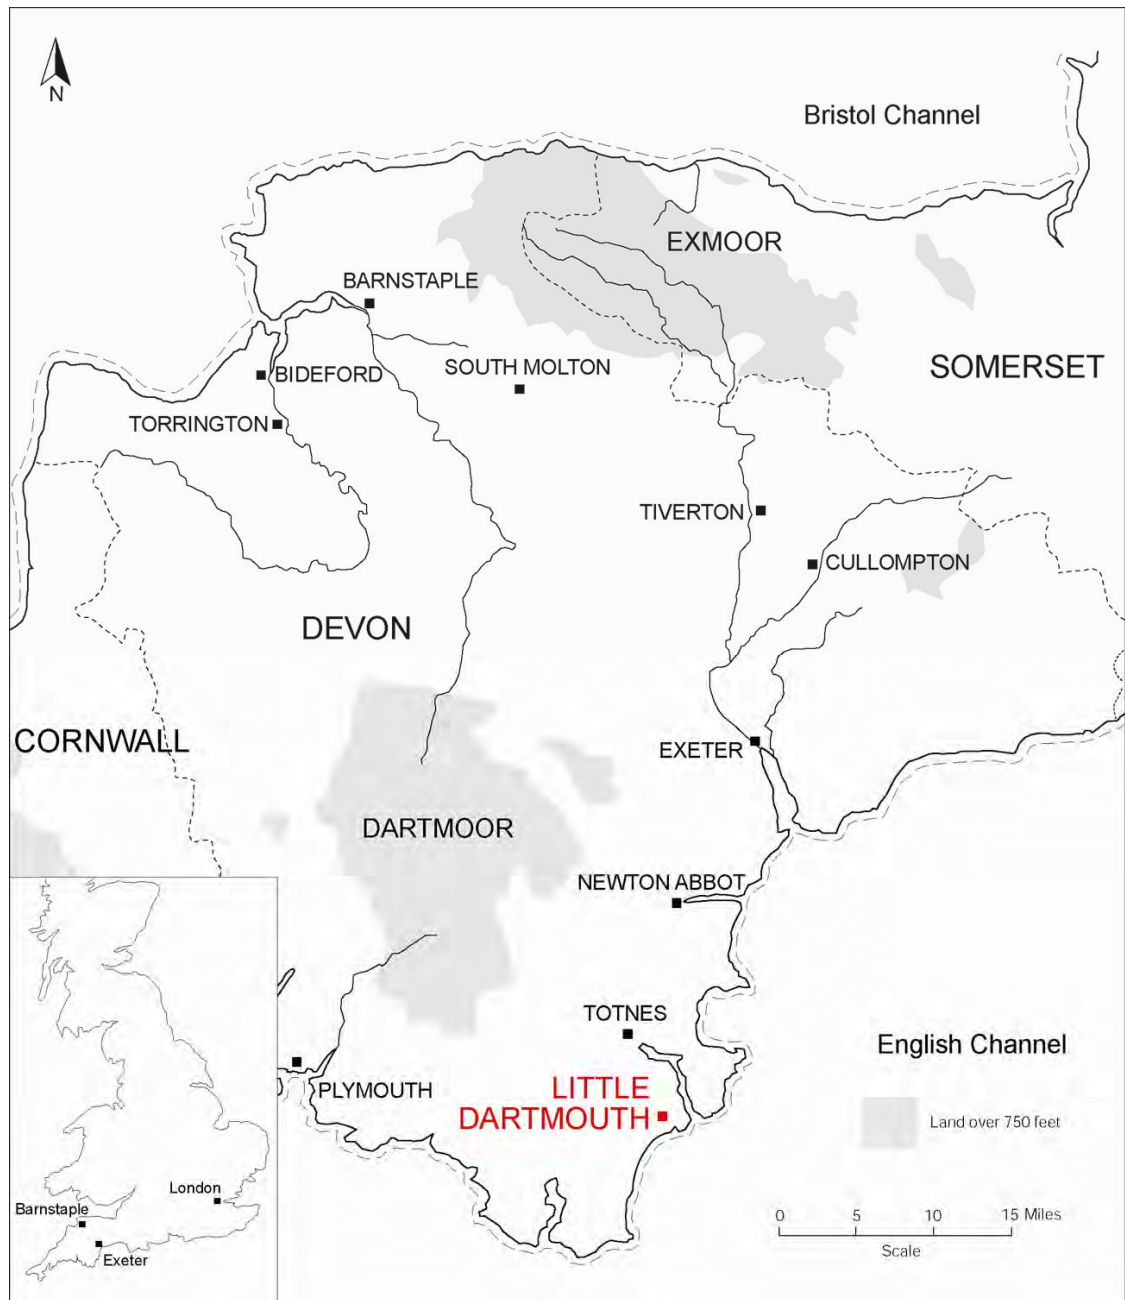 N
Bristol Channel
EXMOOR
BARNSTAPLE
SOUTH MOLTON
SOMERSET
BIDEFORD
TORRINGTON
TIVERTON
CULLOMPTON
DEVON
CORNWALL
EXETER
DARTMOOR
NEWTON ABBOT
TOTNES
English Channel
PLYMOUTH
LITTLE
DARTMOUTH
Land over 750 feet
London
Barnstaple
Exeter
0 5 10 15 Miles
Scale